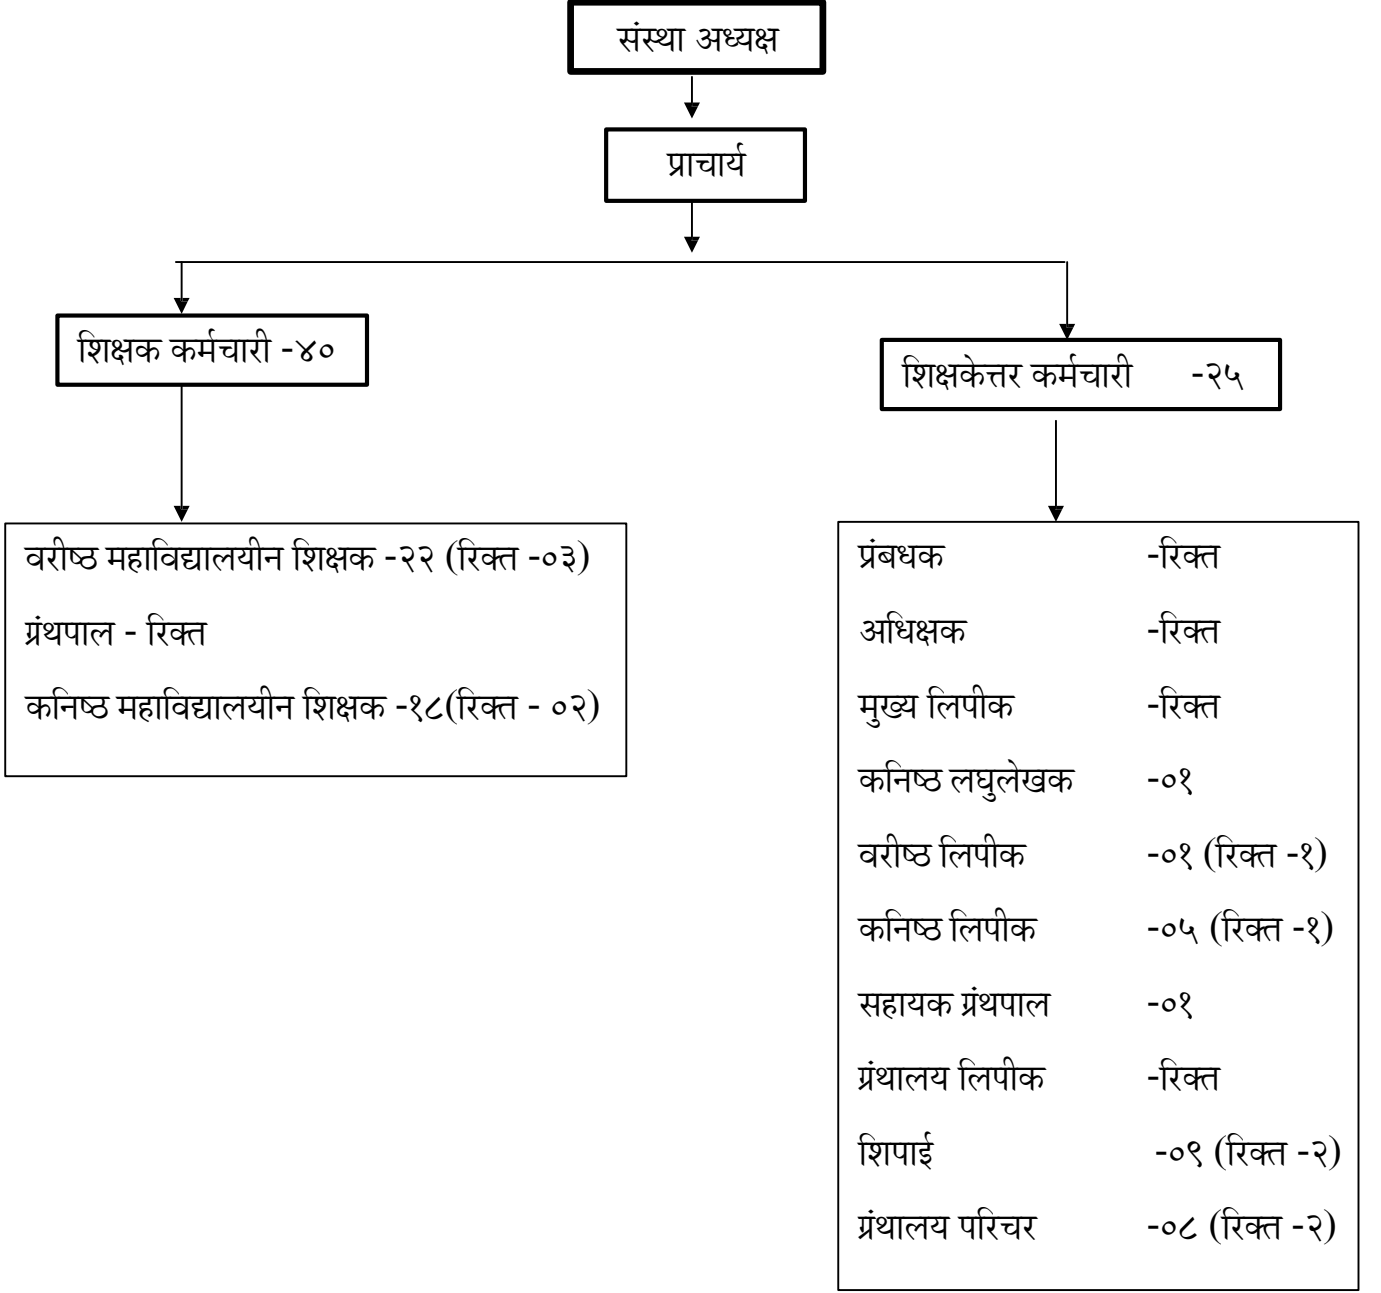 संस्था अध्यक्ष
प्राचार्य
शिक्षक कर्मचारी -४०
शिक्षकेत्तर कर्मचारी -२५
वरीष्ठ महाविद्यालयीन शिक्षक -२२ (रिक्त -०३)
ग्रंथपाल - रिक्त
कनिष्ठ महाविद्यालयीन शिक्षक -१८(रिक्त - ०२)
प्रंबधक -रिक्त
अधिक्षक -रिक्त
मुख्य लिपीक -रिक्त
कनिष्ठ लघुलेखक -०१
वरीष्ठ लिपीक -०१ (रिक्त -१)
कनिष्ठ लिपीक -०५ (रिक्त -१)
सहायक ग्रंथपाल -०१
ग्रंथालय लिपीक -रिक्त
शिपाई -०९ (रिक्त -२)
ग्रंथालय परिचर -०८ (रिक्त -२)